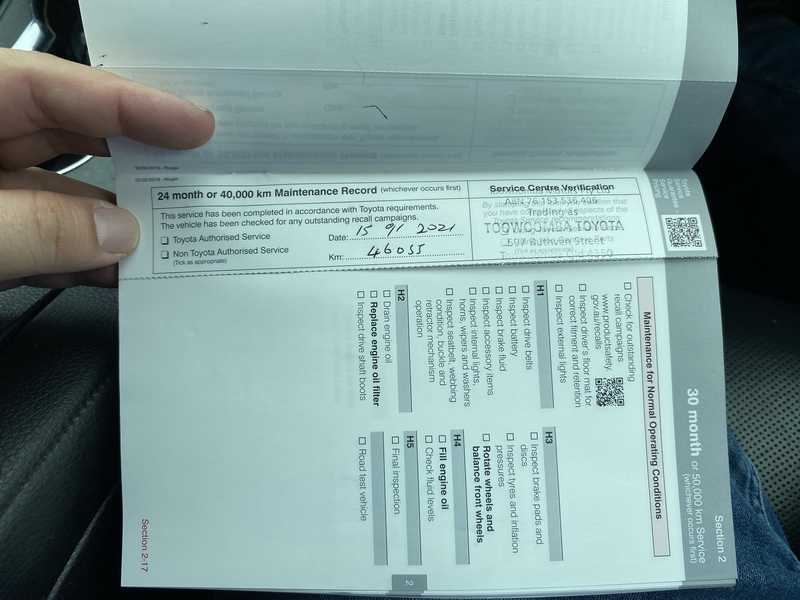 24 month or 40,000 km Maintenance Record (whichever occurs first)
This service has been completed in accordance with Toyota requirements.
The vehicle has been checked for any outstanding recall campaigns.
☐ Toyota Authorised Service
☐ Non Toyota Authorised Service
(Tick as appropriate)
Date: 15 9/ 2021
Km: 46055
Service Centre Verification
ABN 76 153 536 406
Trading as
TOOWOOMBA TOYOTA
597 Ruthven Street
Section 2
30 month or 50,000 km Service
(whichever occurs first)
Maintenance for Normal Operating Conditions
☐ Check for outstanding
recall campaigns
www.productsafety.
gov.au/recalls
☐ Inspect driver's floor mat for
correct fitment and retention
☐ Inspect external lights
H1
☐ Inspect drive belts
☐ Inspect battery
☐ Inspect brake fluid
☐ Inspect accessory items
☐ Inspect internal lights,
horns, wipers and washers
☐ Inspect seatbelt, webbing
condition, buckle and
retractor mechanism
operation
H2
☐ Drain engine oil
☐ Replace engine oil filter
☐ Inspect drive shaft boots
H3
☐ Inspect brake pads and
discs
☐ Inspect tyres and inflation
pressures
☐ Rotate wheels and
balance front wheels
H4
☐ Fill engine oil
☐ Check fluid levels
H5
☐ Final inspection
☐ Road test vehicle
2
Section 2-17